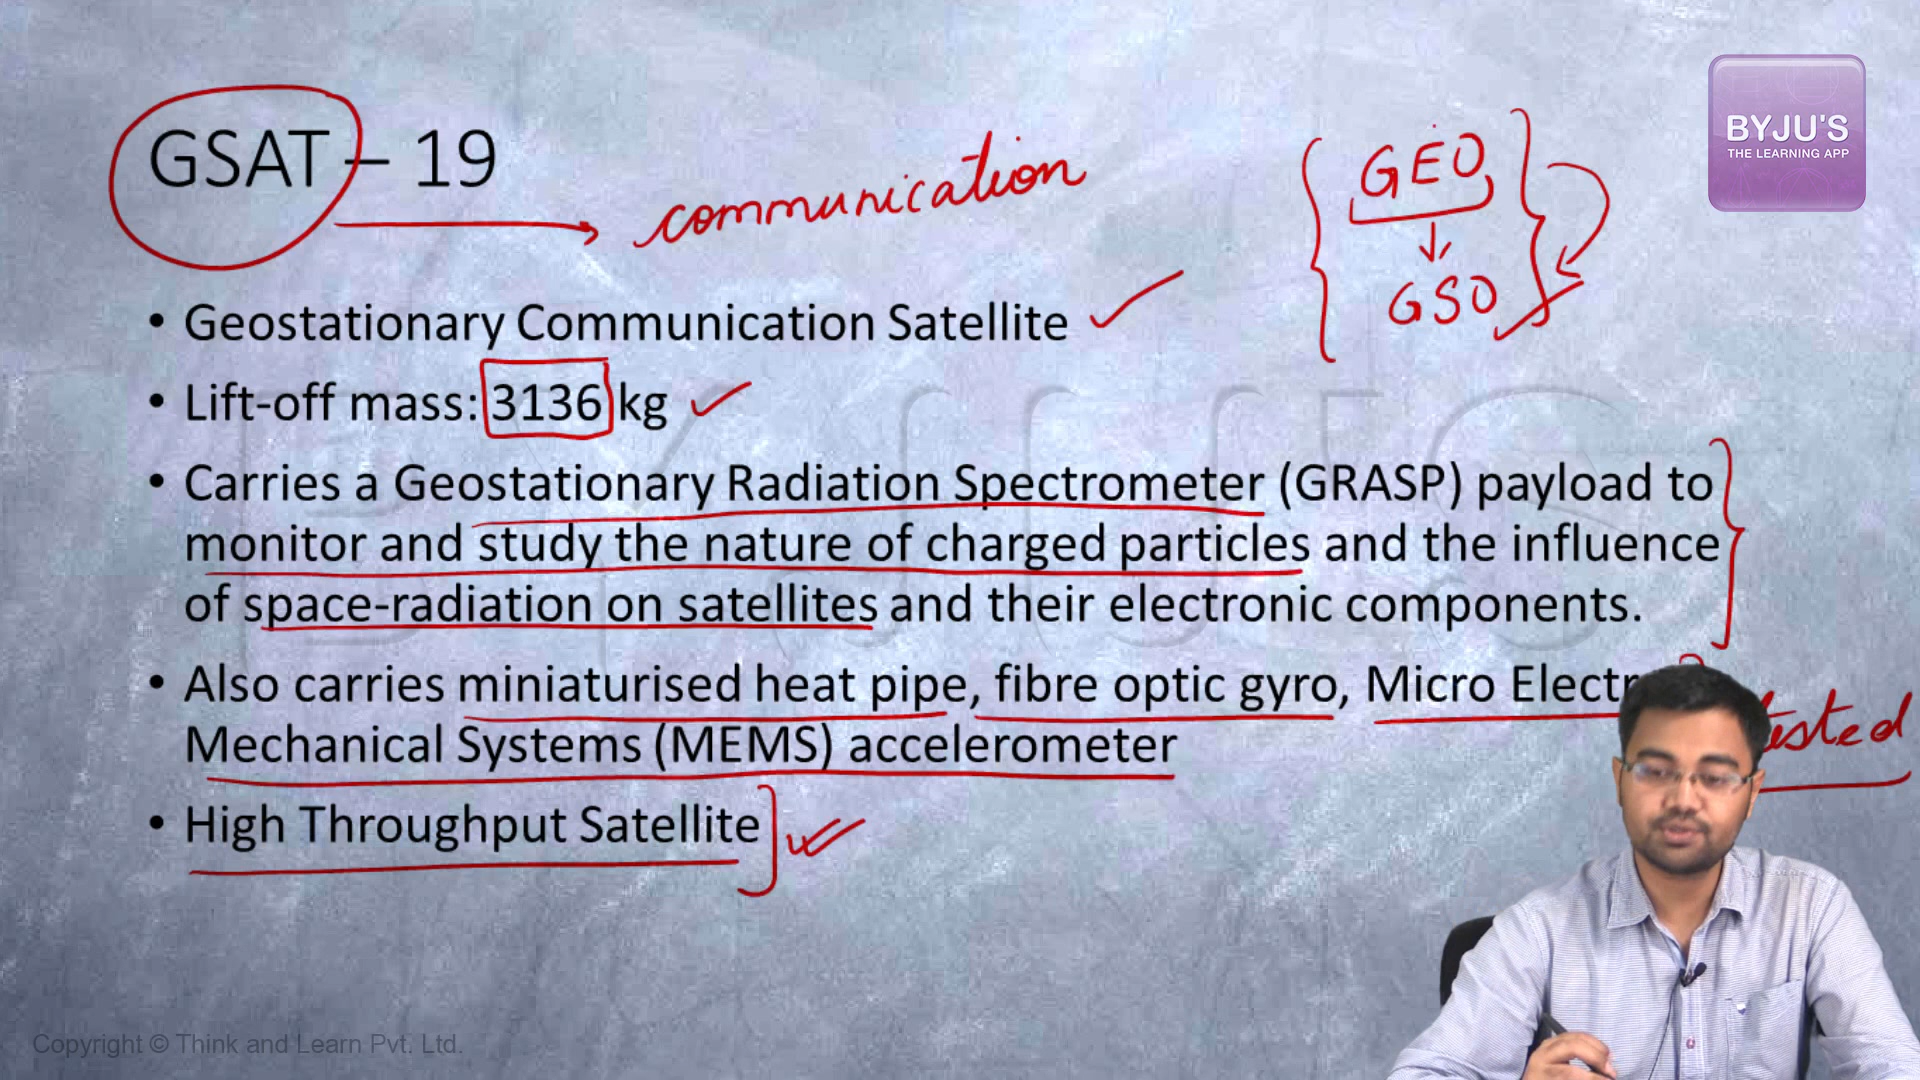 GSAT – 19
communication
GEO
GSO
BYJU'S
THE LEARNING APP
• Geostationary Communication Satellite
• Lift-off mass: 3136 kg
• Carries a Geostationary Radiation Spectrometer (GRASP) payload to
monitor and study the nature of charged particles and the influence
of space-radiation on satellites and their electronic components.
• Also carries miniaturised heat pipe, fibre optic gyro, Micro Electr
tested
Mechanical Systems (MEMS) accelerometer
• High Throughput Satellite
BYJU'S
Copyright © Think and Learn Pvt. Ltd.